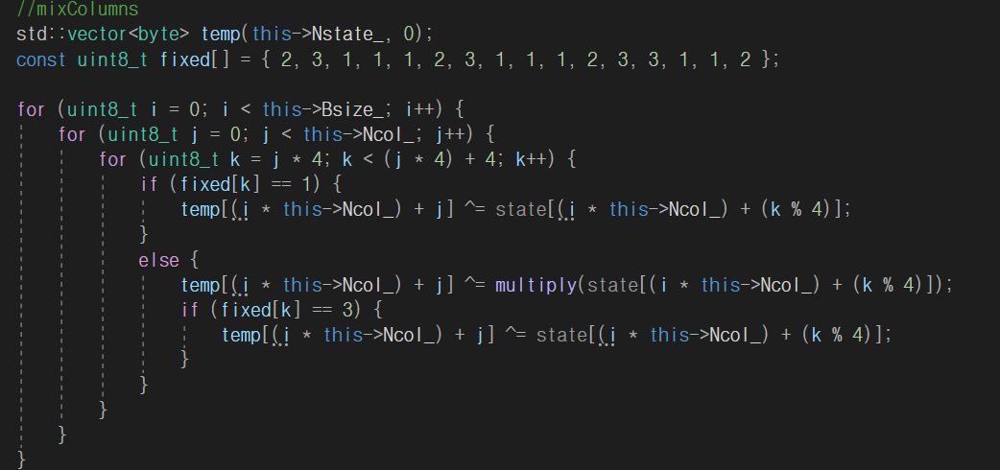 //mixColumns
std::vector<byte> temp(this->Nstate_, 0);
const uint8_t fixed[] = { 2, 3, 1, 1, 1, 2, 3, 1, 1, 1, 2, 3, 3, 1, 1, 2 };
for (uint8_t i = 0; i < this->Bsize_; i++) {
for (uint8_t j = 0; j < this->Ncol_; j++) {
for (uint8_t k = j * 4; k < (j * 4) + 4; k++) {
if (fixed[k] == 1) {
temp[(i * this->Ncol_) + j] ^= state[(i * this->Ncol_) + (k % 4)];
}
else {
temp[(i * this->Ncol_) + j] ^= multiply(state[(i * this->Ncol_) + (k % 4)]);
if (fixed[k] == 3) {
temp[(i * this->Ncol_) + j] ^= state[(i * this->Ncol_) + (k % 4)];
}
}
}
}
}